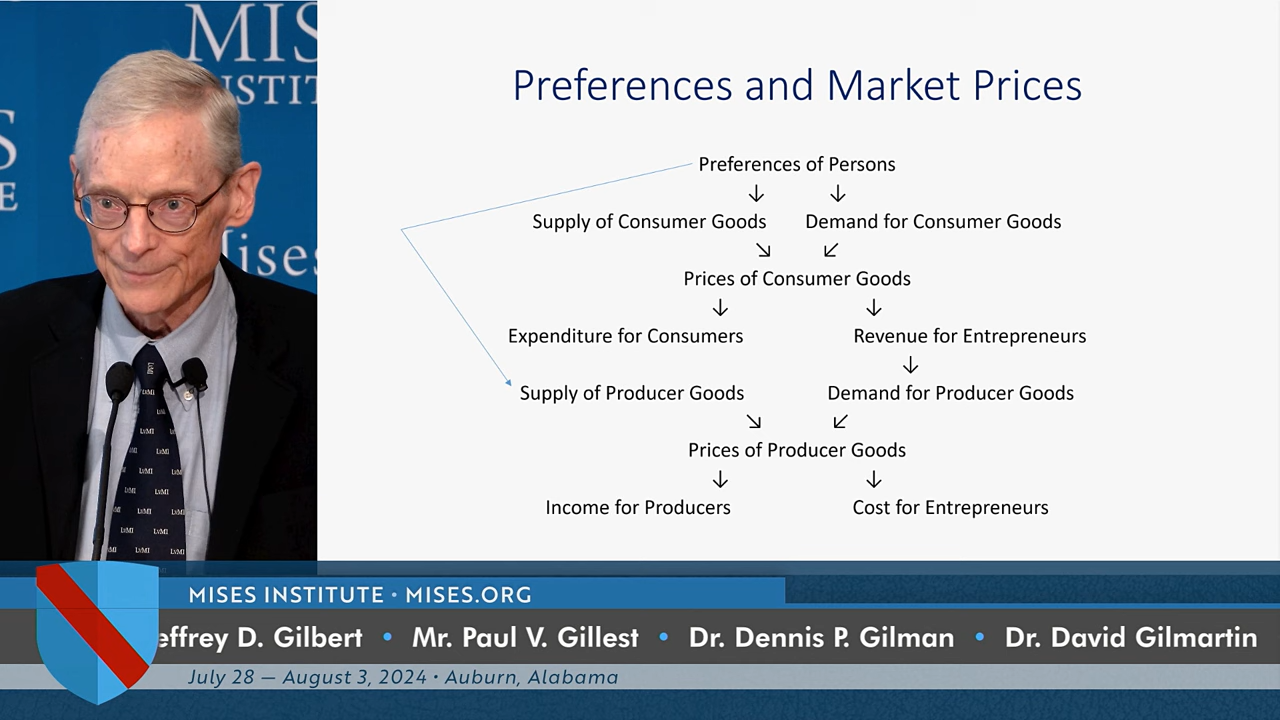 MIS
INSTIT
S
E
Mises
Preferences and Market Prices
Preferences of Persons
Supply of Consumer Goods Demand for Consumer Goods
Prices of Consumer Goods
Expenditure for Consumers Revenue for Entrepreneurs
Supply of Producer Goods Demand for Producer Goods
Prices of Producer Goods
Income for Producers Cost for Entrepreneurs
MISES INSTITUTE • MISES.ORG
effrey D. Gilbert • Mr. Paul V. Gillest • Dr. Dennis P. Gilman • Dr. David Gilmartin
July 28 — August 3, 2024 • Auburn, Alabama